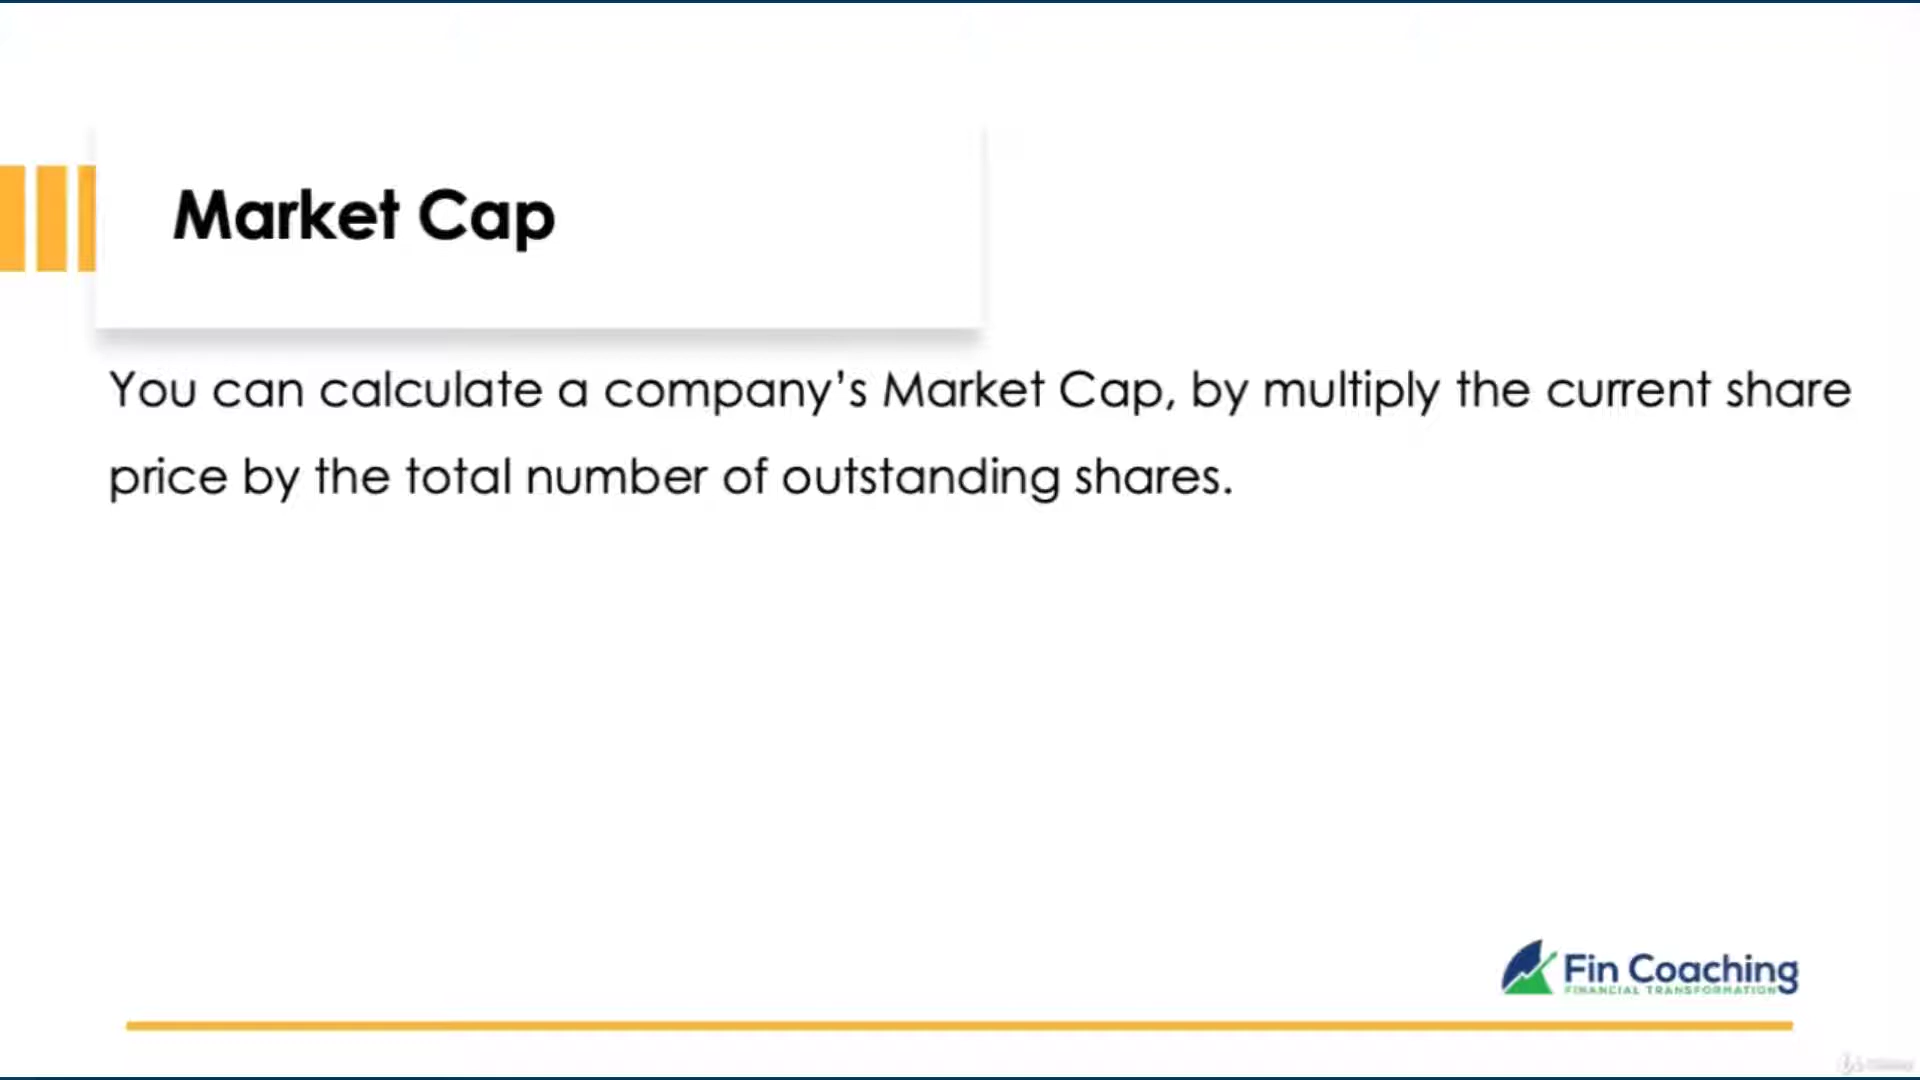 Market Cap
You can calculate a company’s Market Cap, by multiply the current share
price by the total number of outstanding shares.
Fin Coaching
FINANCIAL TRANSFORMATION